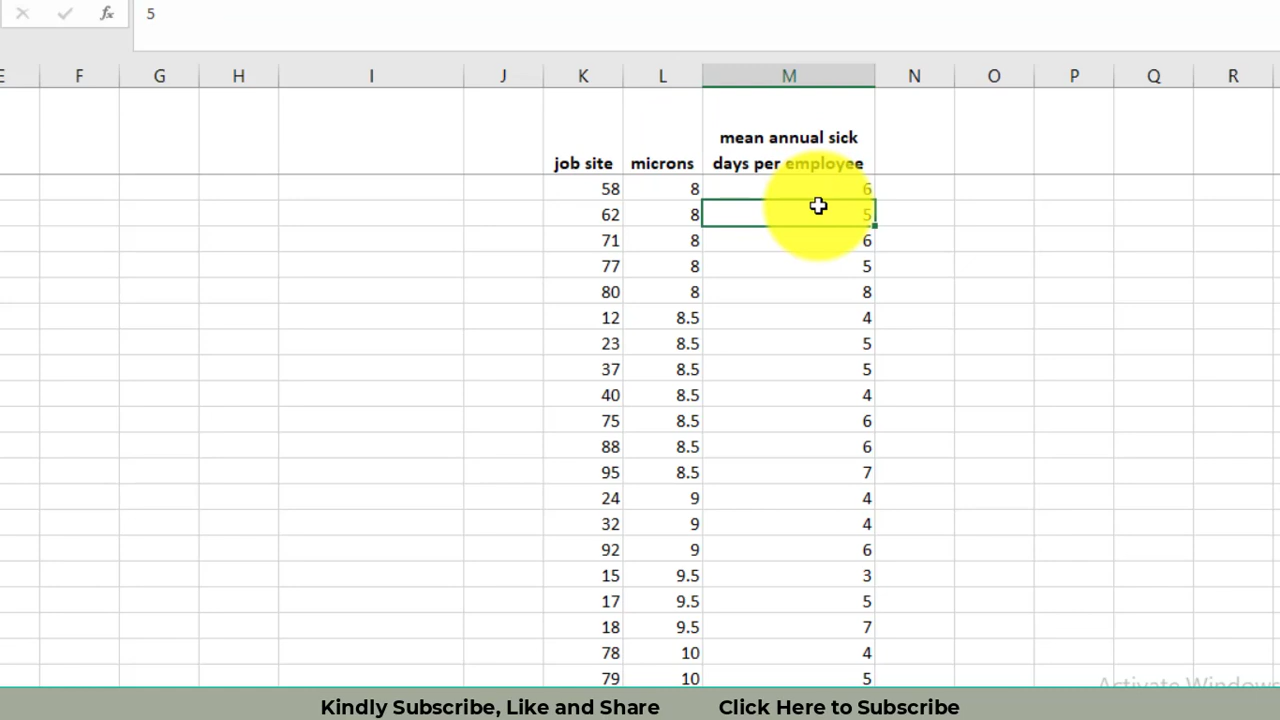 fx 5
E F G H I J K L M N O P Q R
mean annual sick
job site microns days per employee
58 8 6
62 8 5
71 8 6
77 8 5
80 8 8
12 8.5 4
23 8.5 5
37 8.5 5
40 8.5 4
75 8.5 6
88 8.5 6
95 8.5 7
24 9 4
32 9 4
92 9 6
15 9.5 3
17 9.5 5
18 9.5 7
78 10 4
79 10 5
Activate Windows
Kindly Subscribe, Like and Share Click Here to Subscribe